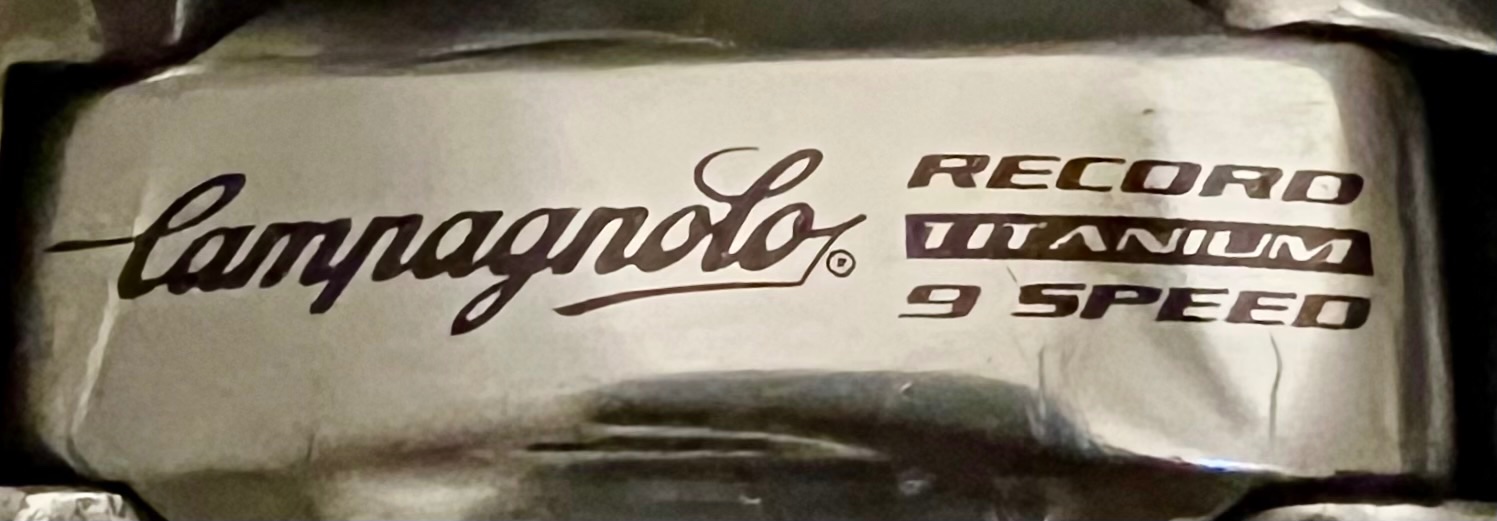 Campagnolo®
RECORD
TITANIUM
9 SPEED